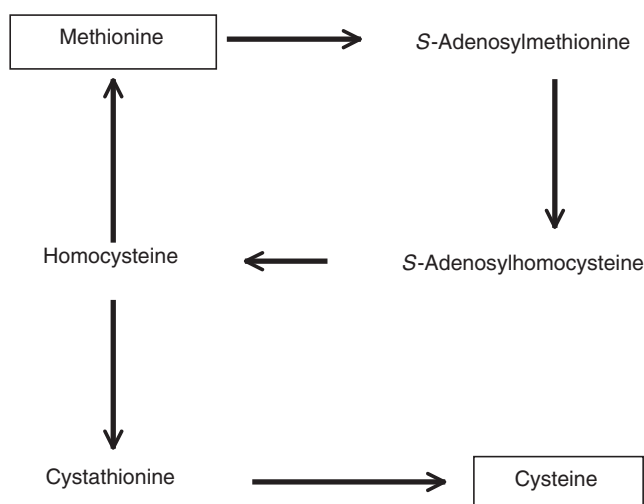 Methionine
S-Adenosylmethionine
Homocysteine
S-Adenosylhomocysteine
Cystathionine
Cysteine